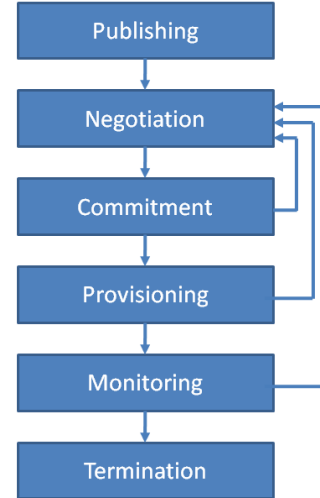 Publishing
Negotiation
Commitment
Provisioning
Monitoring
Termination